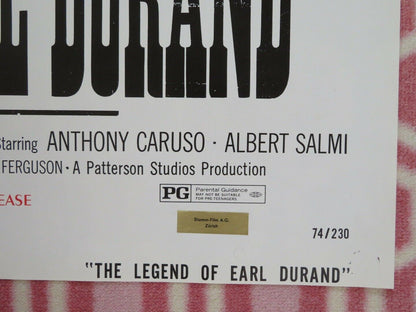 L DURAND
Starring ANTHONY CARUSO · ALBERT SALMI
FERGUSON · A Patterson Studios Production
EASE
PG Parental Guidance
MAY NOT BE SUITABLE
FOR PRE-TEENAGERS
Stamm-Film A.G.
Zürich
74/230
"THE LEGEND OF EARL DURAND"